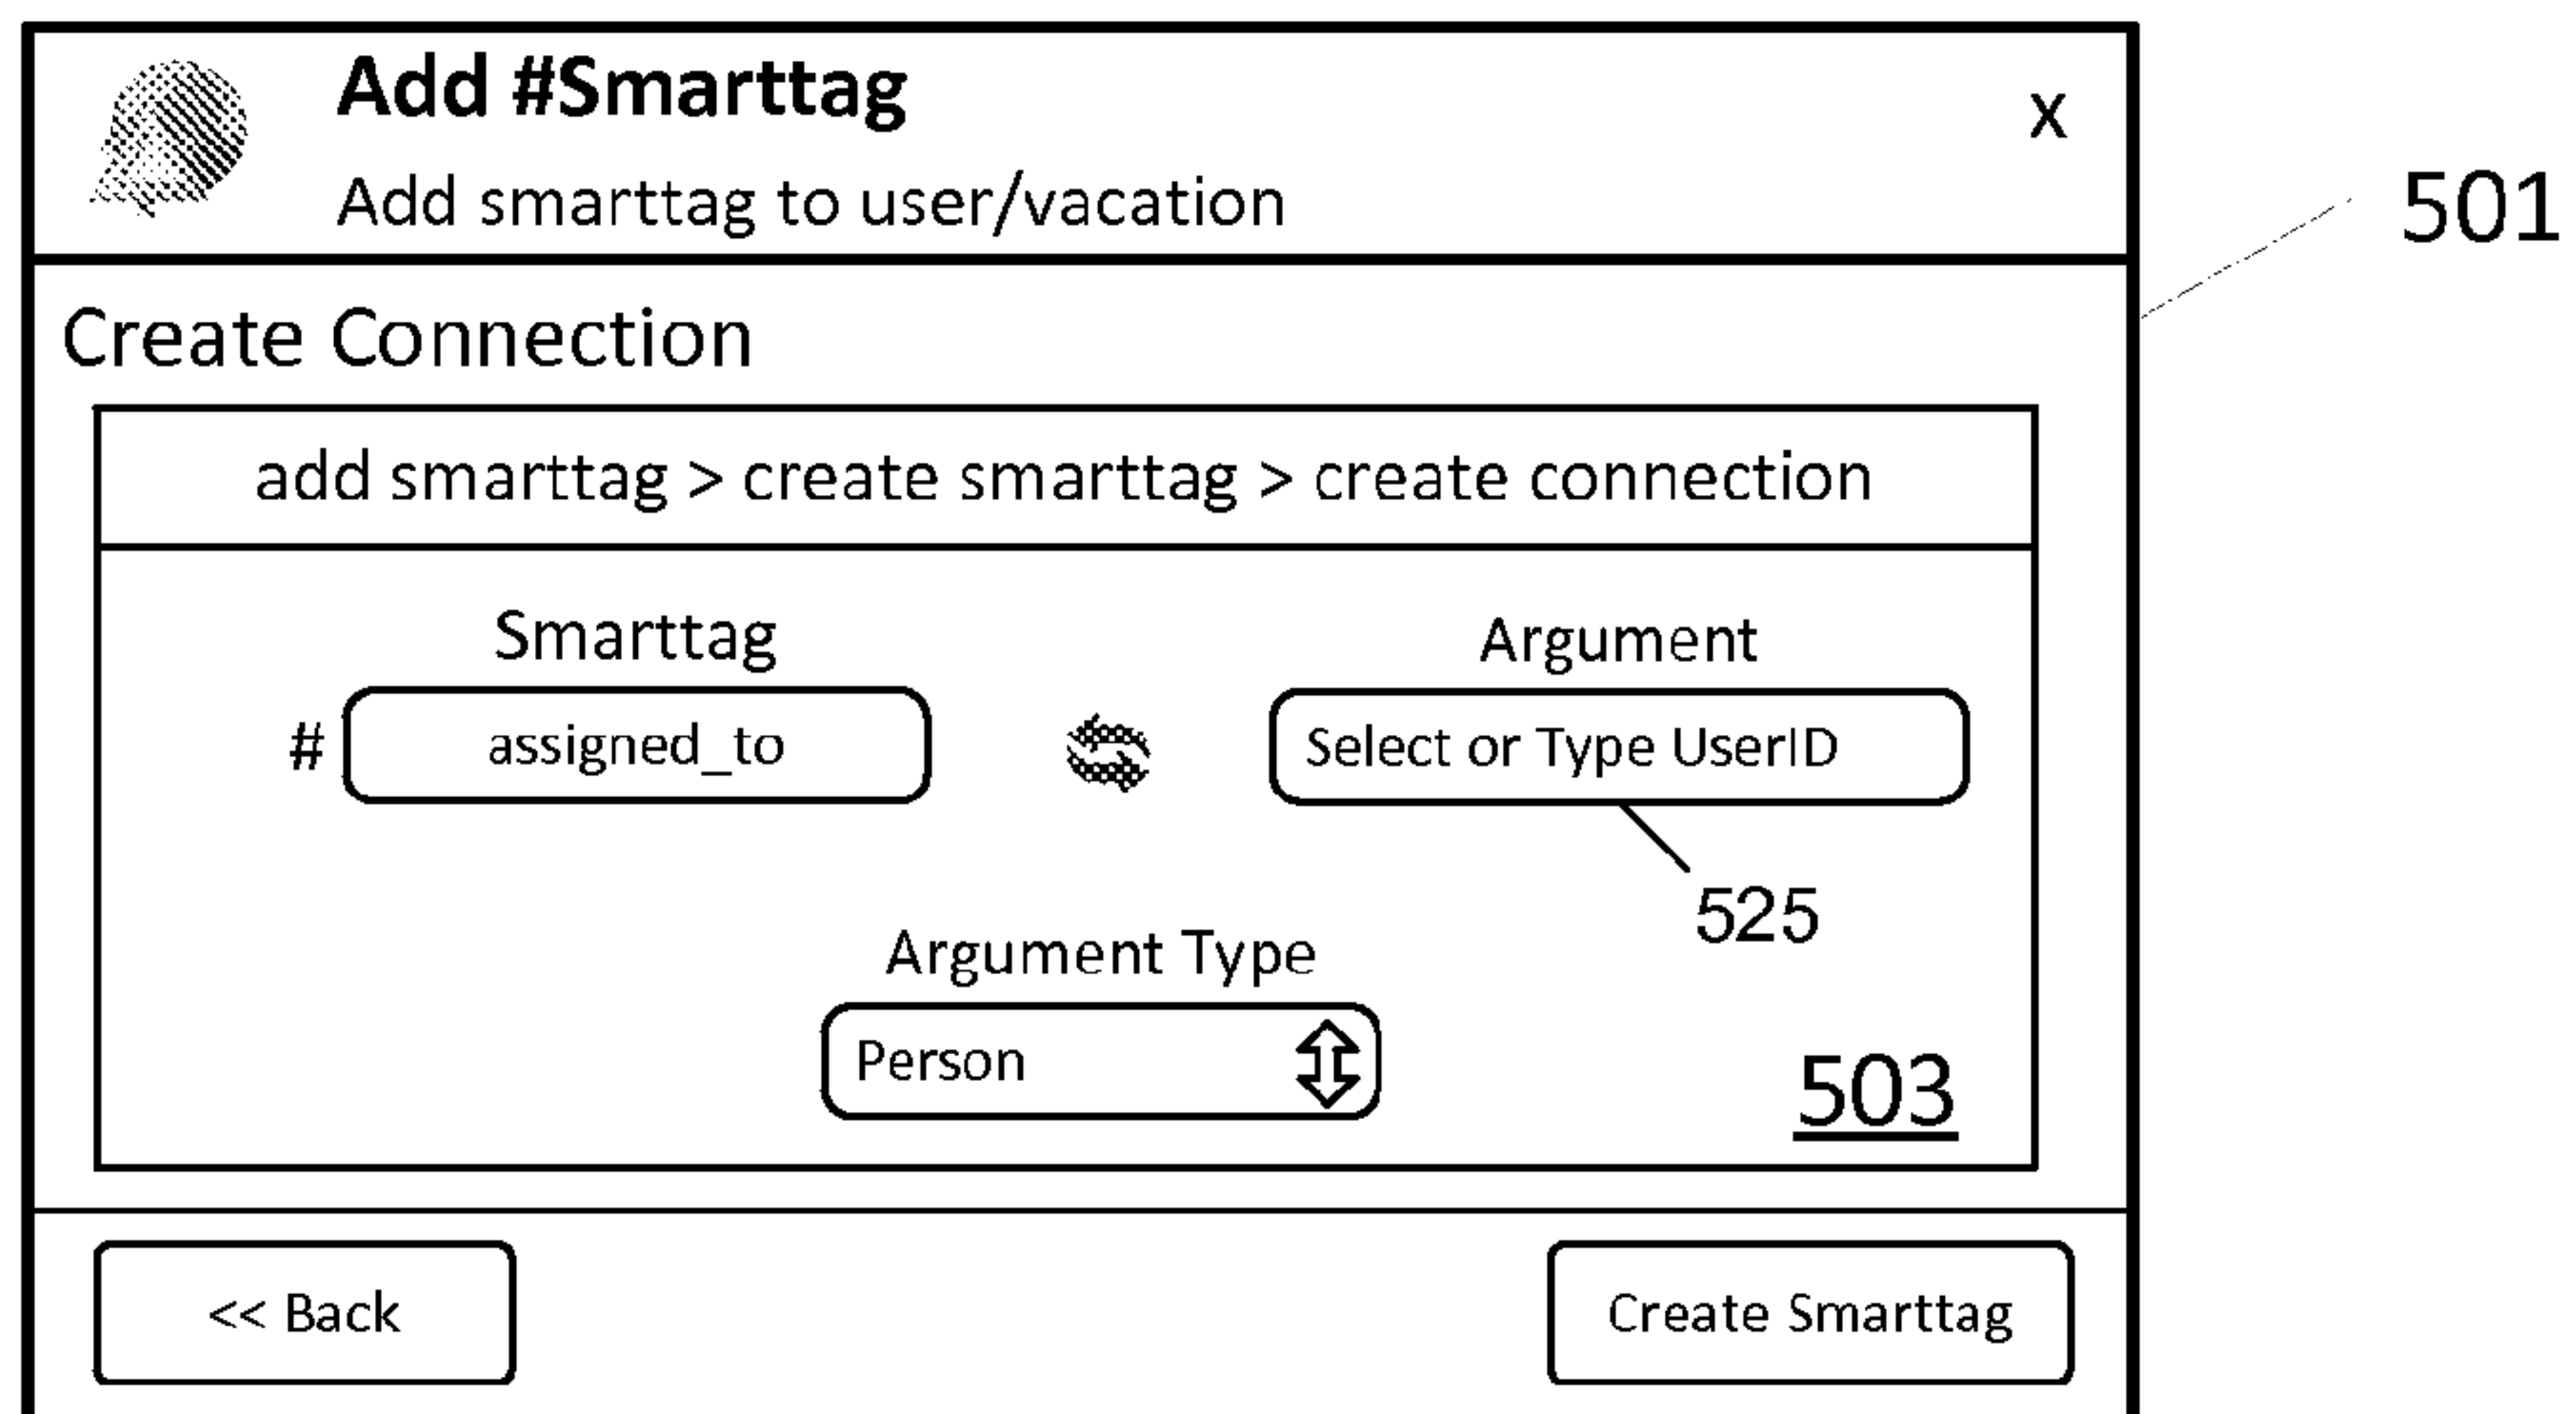 Add #Smarttag
x
Add smarttag to user/vacation
501
Create Connection
add smarttag > create smarttag > create connection
Smarttag
Argument
# assigned_to
Select or Type UserID
525
Argument Type
Person
503
<< Back
Create Smarttag